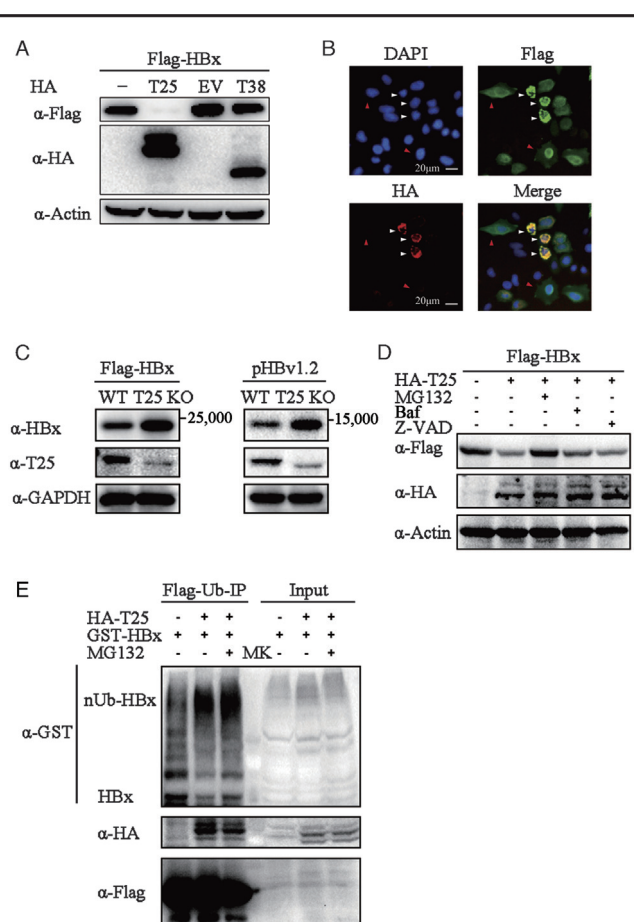 A
Flag-HBx
HA – T25 EV T38
α-Flag
α-HA
α-Actin
B
DAPI Flag
20μm 20μm
HA Merge
20μm 20μm
C
Flag-HBx pHBv1.2
WT T25 KO WT T25 KO
α-HBx 25,000 15,000
α-T25
α-GAPDH
D
Flag-HBx
HA-T25 - + + + +
MG132 +
Baf +
Z-VAD +
α-Flag
α-HA
α-Actin
E
Flag-Ub-IP Input
HA-T25 - + + - + +
GST-HBx + + + + + +
MG132 + MK +
nUb-HBx
α-GST
HBx
α-HA
α-Flag